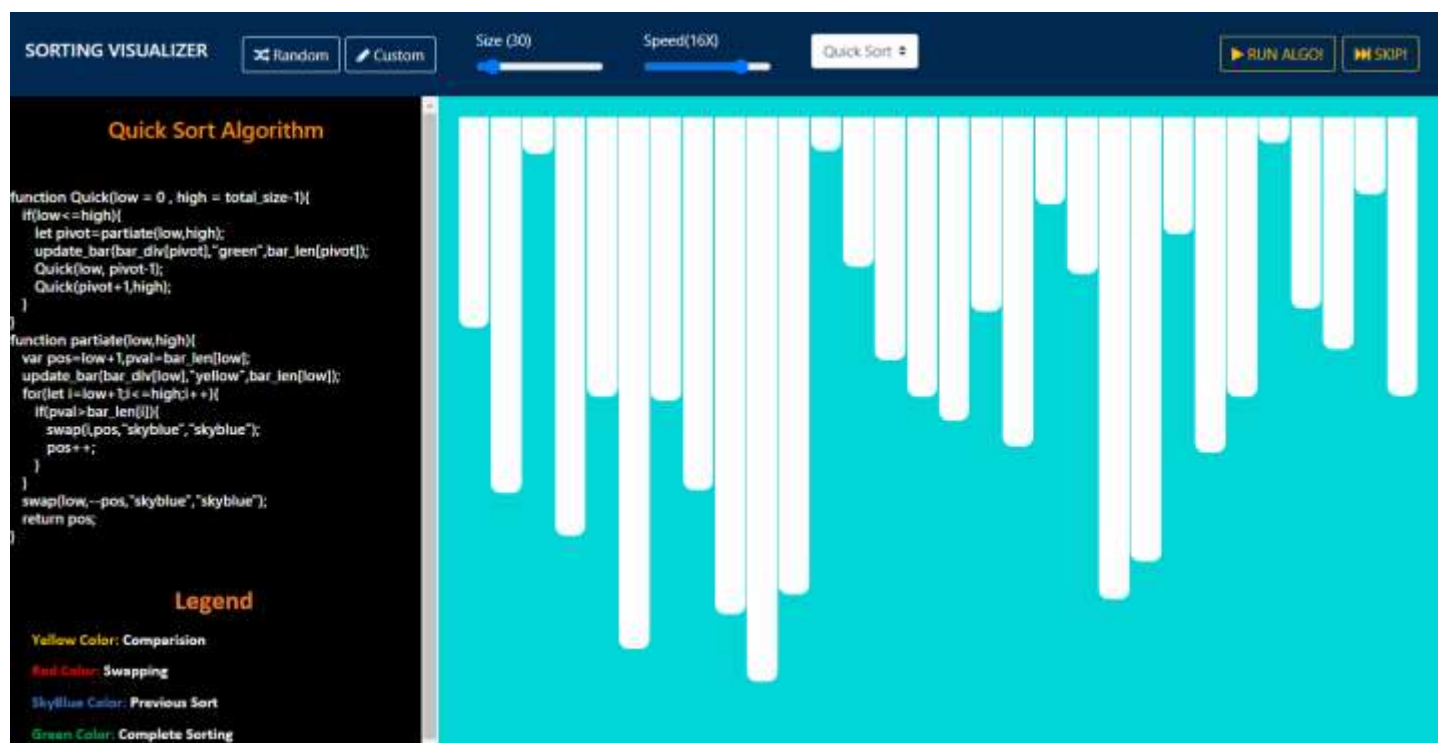 SORTING VISUALIZER
Random
Custom
Size (30)
Speed(16X)
Quick Sort
RUN ALGO!
SKIP!
Quick Sort Algorithm
function Quick(low = 0 , high = total_size-1){
if(low<=high){
let pivot=partiate(low,high);
update_bar(bar_div[pivot],"green",bar_len[pivot]);
Quick(low, pivot-1);
Quick(pivot+1,high);
}
}
function partiate(low,high){
var pos=low+1,pval=bar_len[low];
update_bar(bar_div[low],"yellow",bar_len[low]);
for(let i=low+1;i<=high;i++){
if(pval>bar_len[i]){
swap(i,pos,"skyblue","skyblue");
pos++;
}
}
swap(low,--pos,"skyblue","skyblue");
return pos;
}
Legend
Yellow Color: Comparision
Red Color: Swapping
SkyBlue Color: Previous Sort
Green Color: Complete Sorting